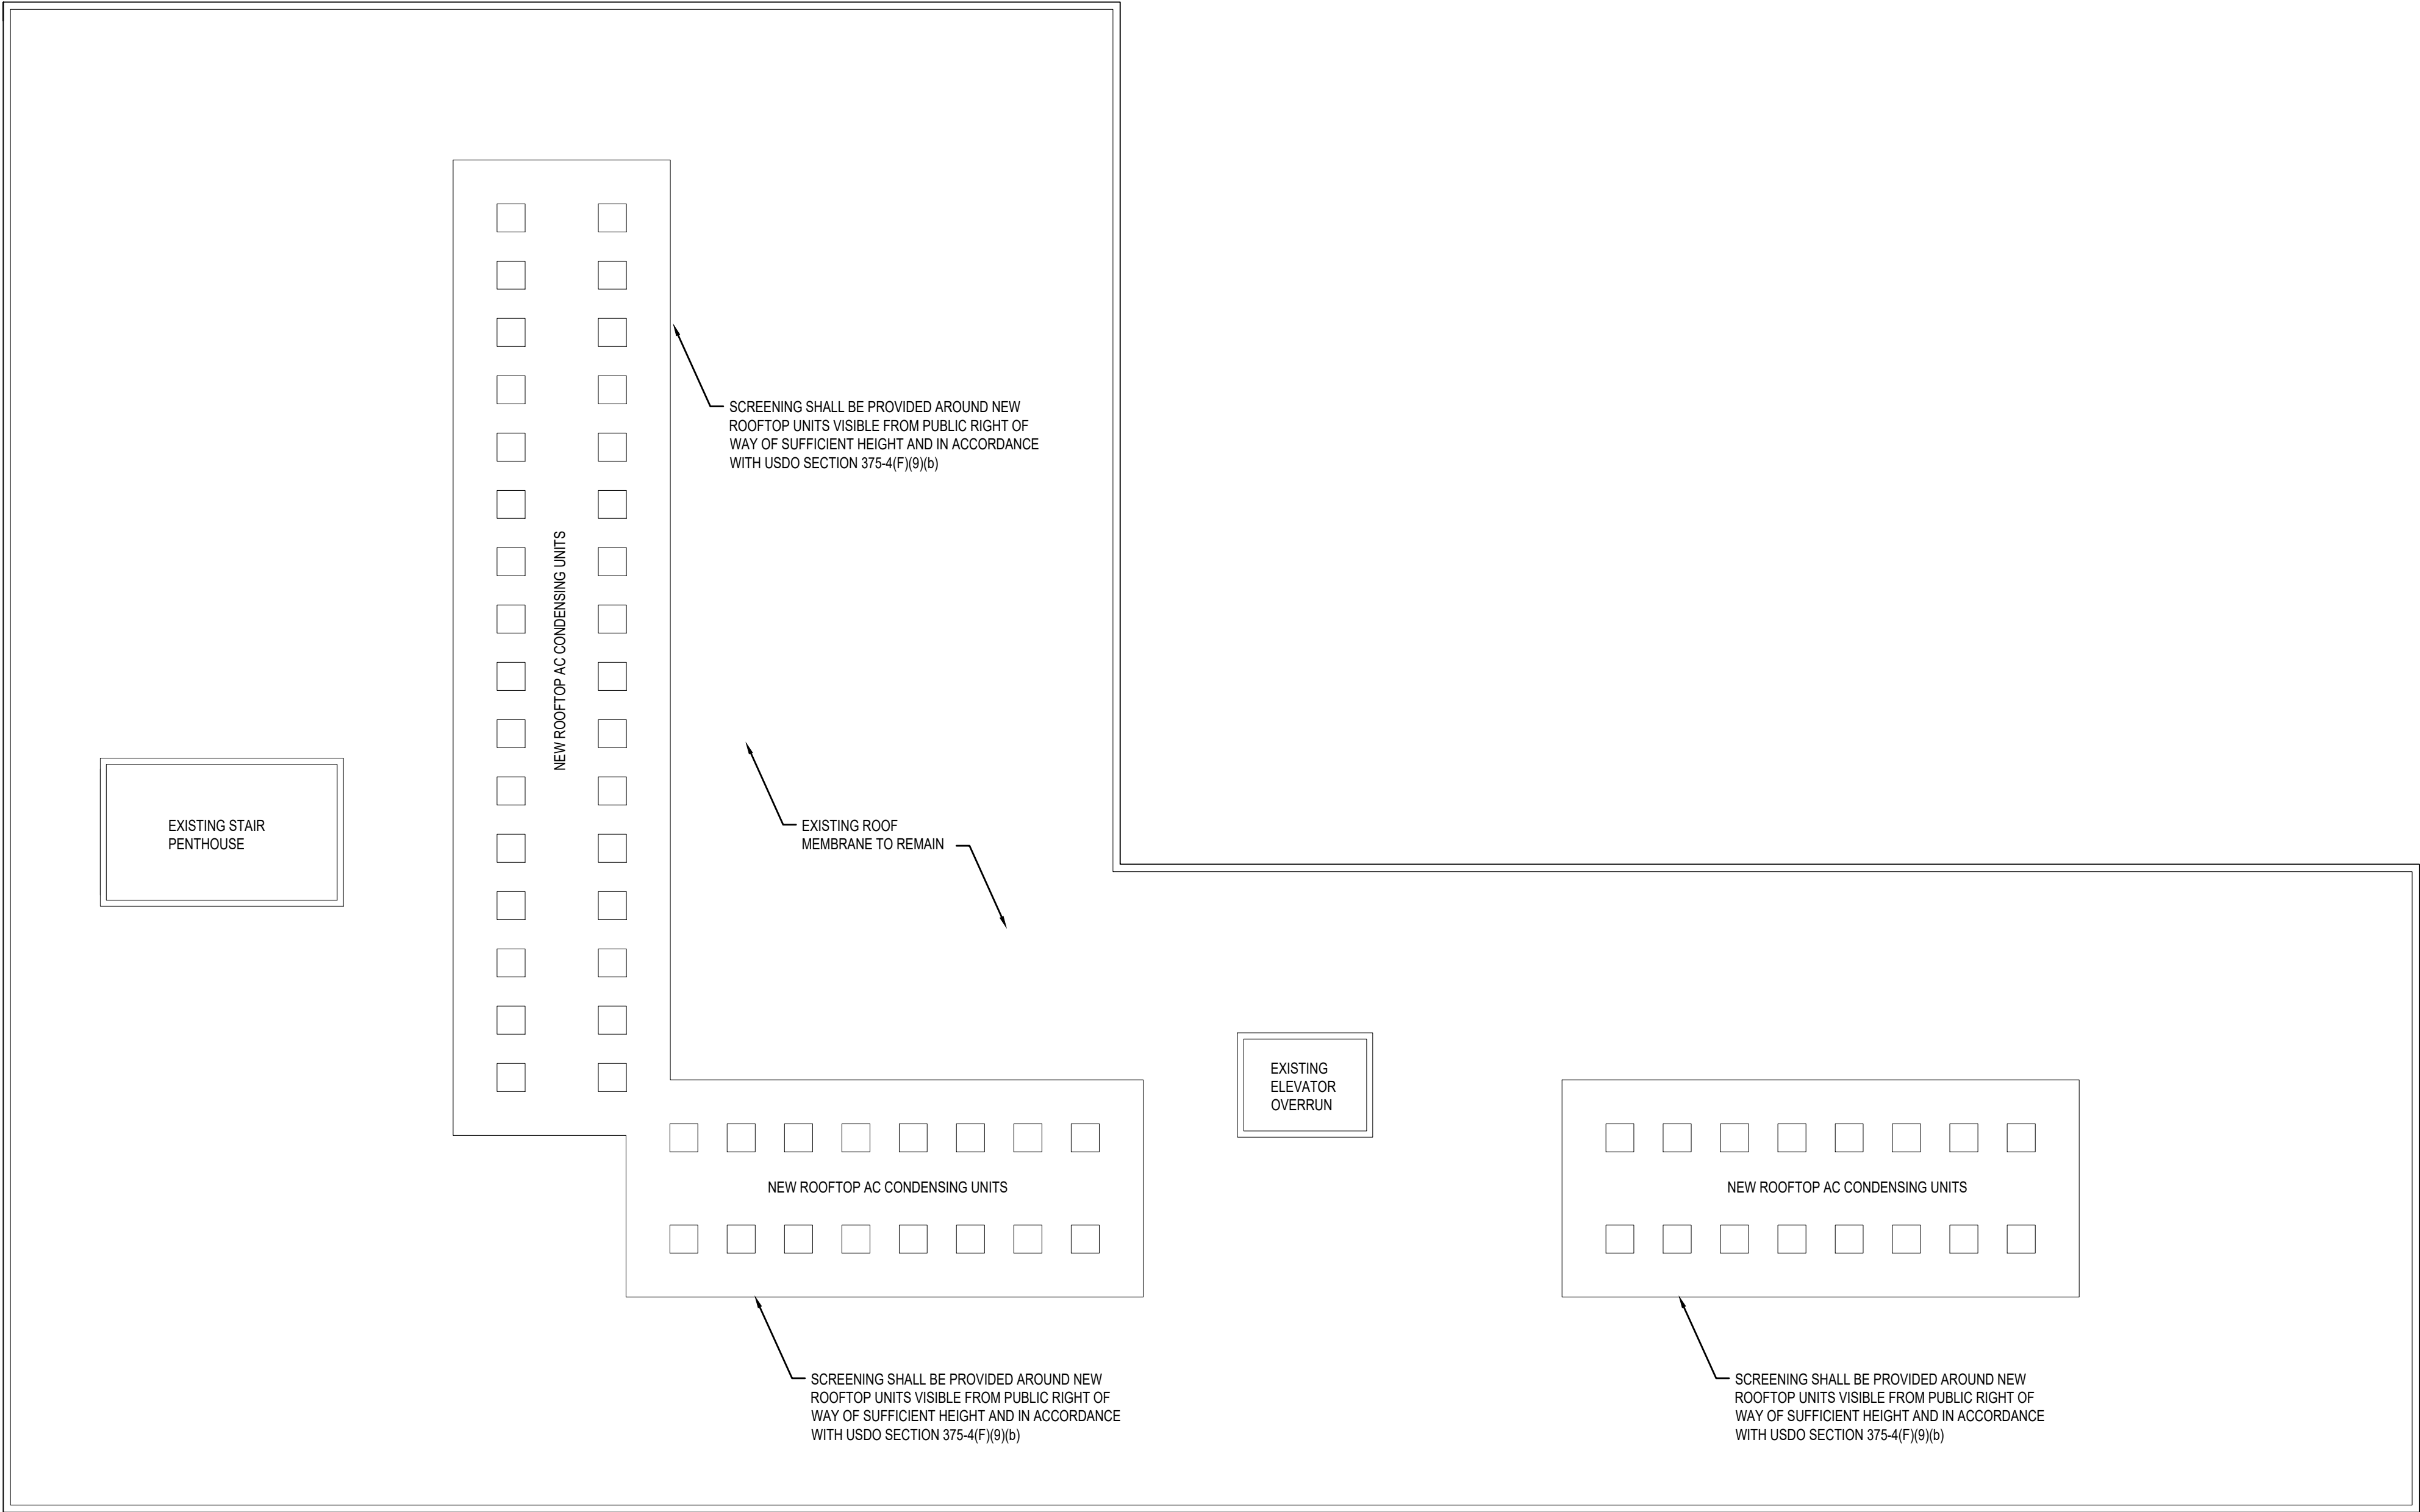 SCREENING SHALL BE PROVIDED AROUND NEW
ROOFTOP UNITS VISIBLE FROM PUBLIC RIGHT OF
WAY OF SUFFICIENT HEIGHT AND IN ACCORDANCE
WITH USDO SECTION 375-4(F)(9)(b)
NEW ROOFTOP AC CONDENSING UNITS
EXISTING STAIR
PENTHOUSE
EXISTING ROOF
MEMBRANE TO REMAIN
EXISTING
ELEVATOR
OVERRUN
NEW ROOFTOP AC CONDENSING UNITS
NEW ROOFTOP AC CONDENSING UNITS
SCREENING SHALL BE PROVIDED AROUND NEW
ROOFTOP UNITS VISIBLE FROM PUBLIC RIGHT OF
WAY OF SUFFICIENT HEIGHT AND IN ACCORDANCE
WITH USDO SECTION 375-4(F)(9)(b)
SCREENING SHALL BE PROVIDED AROUND NEW
ROOFTOP UNITS VISIBLE FROM PUBLIC RIGHT OF
WAY OF SUFFICIENT HEIGHT AND IN ACCORDANCE
WITH USDO SECTION 375-4(F)(9)(b)